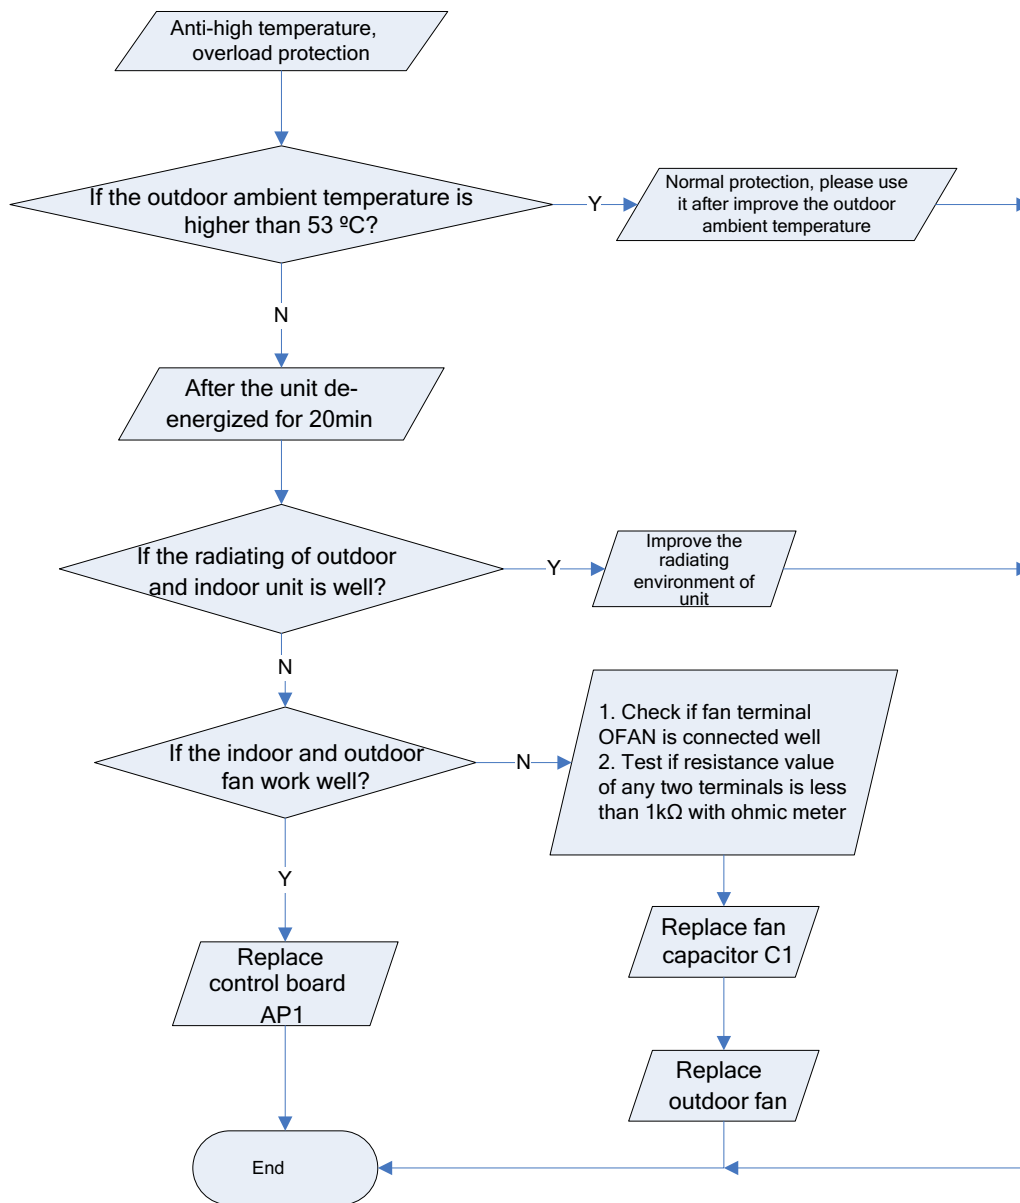 Anti-high temperature,
overload protection
If the outdoor ambient temperature is
higher than 53 ºC?
Y
Normal protection, please use
it after improve the outdoor
ambient temperature
N
After the unit de-
energized for 20min
If the radiating of outdoor
and indoor unit is well?
Y
Improve the
radiating
environment of
unit
N
If the indoor and outdoor
fan work well?
N
1. Check if fan terminal
OFAN is connected well
2. Test if resistance value
of any two terminals is less
than 1kΩ with ohmic meter
Y
Replace fan
capacitor C1
Replace
control board
AP1
Replace
outdoor fan
End